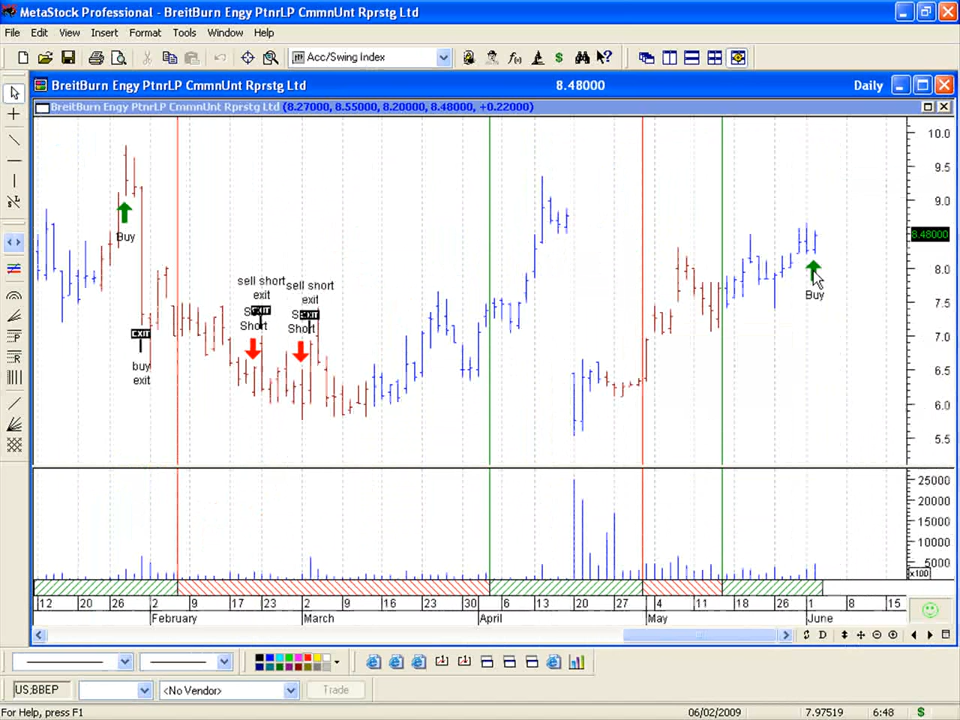 MetaStock Professional - BreitBurn Engy PtnrLP CmmnUnt Rprstg Ltd
File Edit View Insert Format Tools Window Help
Acc/Swing Index
BreitBurn Engy PtnrLP CmmnUnt Rprstg Ltd 8.48000 Daily
BreitBurn Engy PtnrLP CmmnUnt Rprstg Ltd (8.27000, 8.55000, 8.20000, 8.48000, +0.22000)
10.0
9.5
9.0
8.48000
8.0
7.5
7.0
6.5
6.0
5.5
Buy
EXIT
buy
exit
sell short
exit
Short
sell short
exit
Short
Buy
25000
20000
15000
10000
5000
x100
12 20 26 2 9 17 23 2 9 16 23 30 6 13 20 27 4 11 18 26 1 8 15
February March April May June
D
US;BBEP <No Vendor> Trade
For Help, press F1 06/02/2009 7.97519 6:48 $